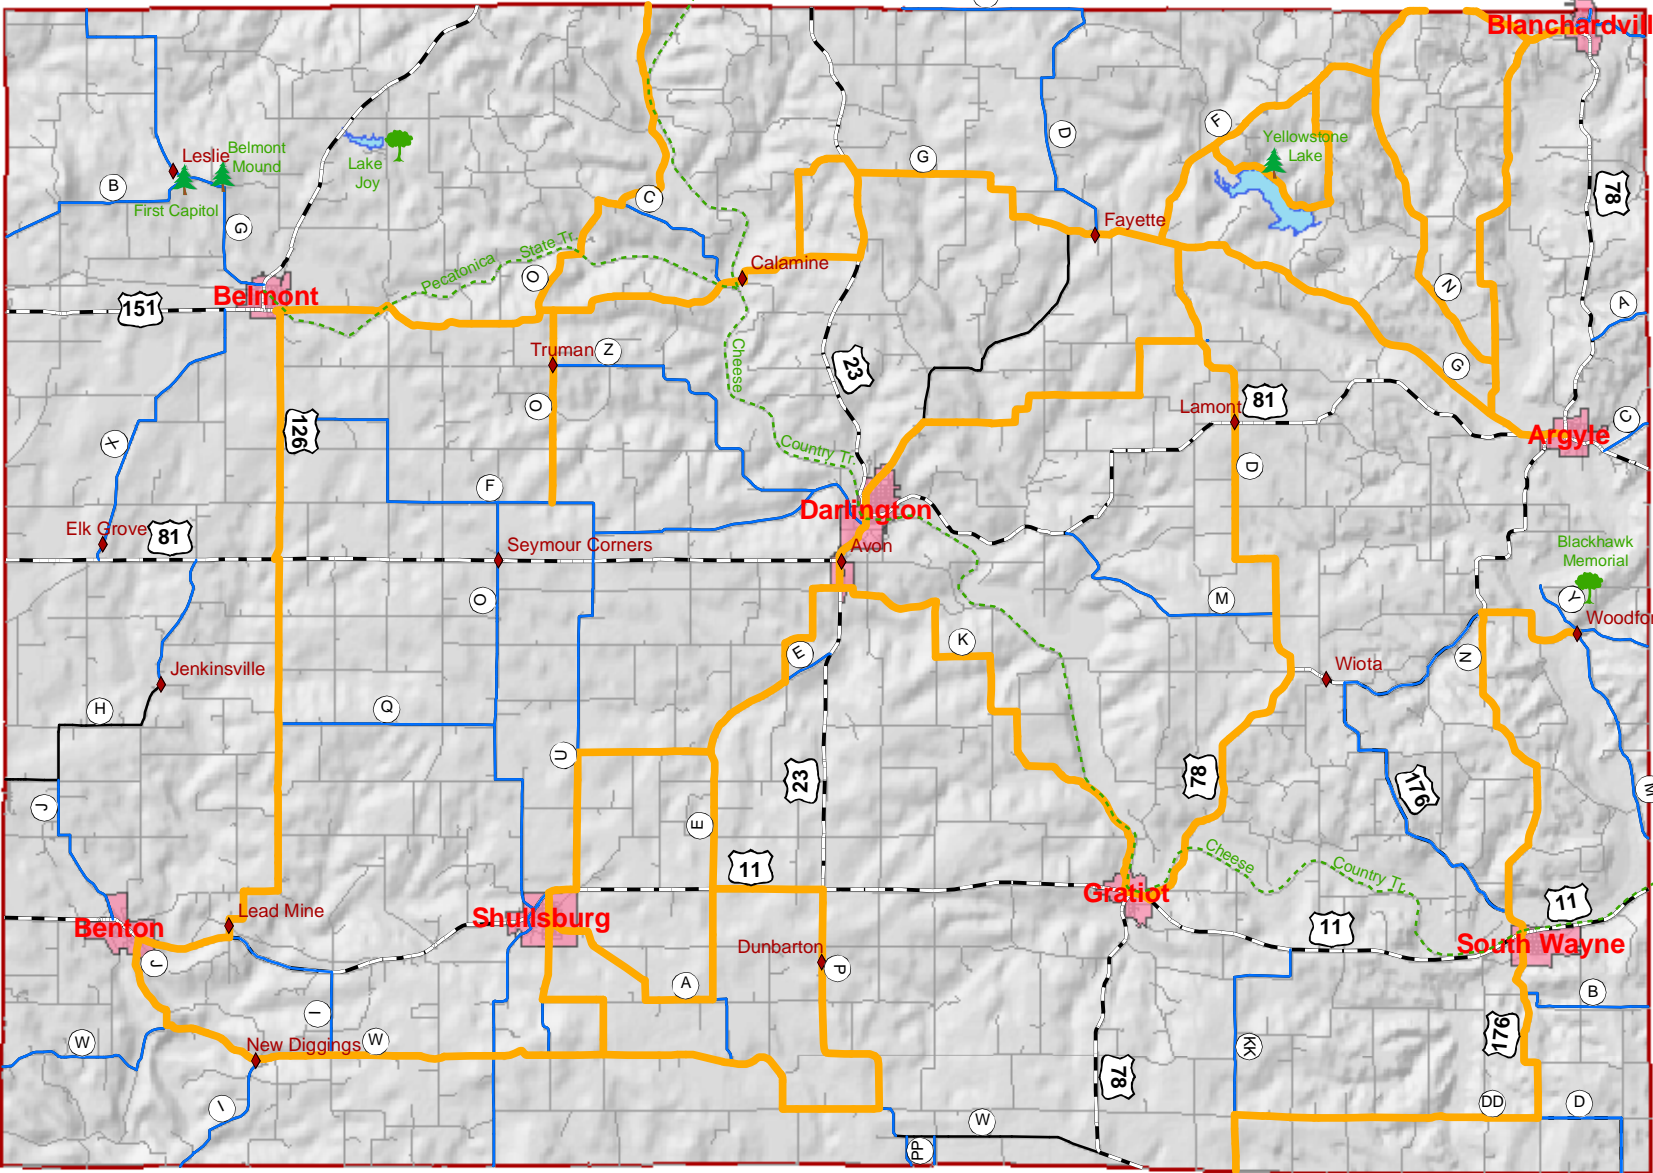 Blanchardvill
F
D
G
Yellowstone
Lake
Leslie
Belmont
Mound
Lake
Joy
B
First Capitol
G
C
78
Fayette
State Tr.
Pecatonica
Calamine
O
N
A
Belmont
151
Truman
Z
Cheese
23
G
O
Lamont
81
C
126
X
Argyle
Country Tr.
D
F
Darlington
Elk Grove
81
Seymour Corners
Avon
Blackhawk
Memorial
O
M
Y
Woodfor
K
E
N
Wiota
Jenkinsville
H
Q
U
23
78
176
M
J
E
11
Cheese
Country Tr.
Gratiot
Lead Mine
Benton
Shullsburg
11
11
South Wayne
Dunbarton
P
J
A
B
I
W
New Diggings
W
176
KK
78
I
DD
D
W
PP